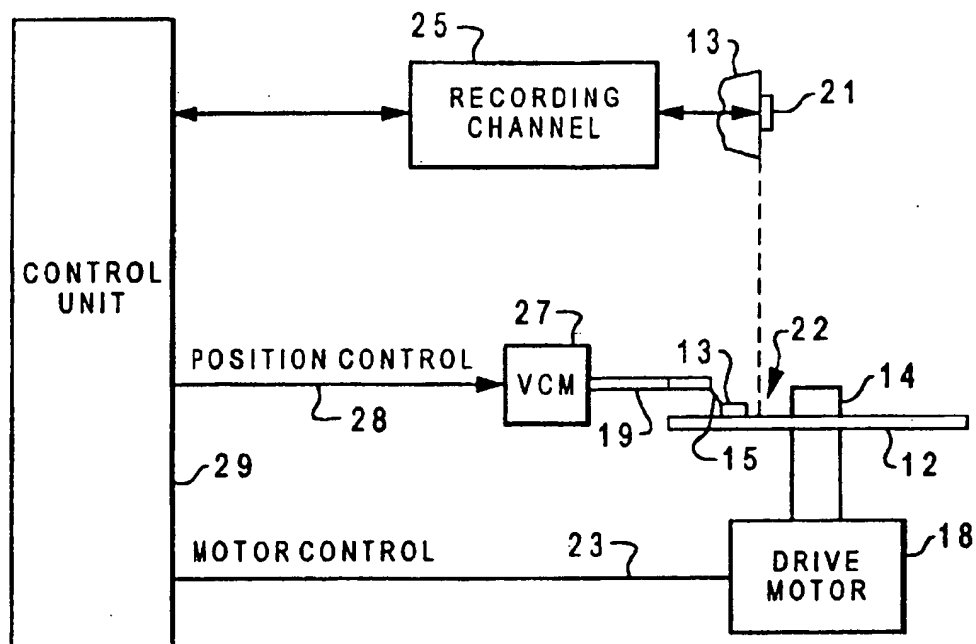 25
13
RECORDING
CHANNEL
21
CONTROL
UNIT
27
22
POSITION CONTROL
VCM
13
14
28
19
15
12
29
MOTOR CONTROL
23
DRIVE
MOTOR
18